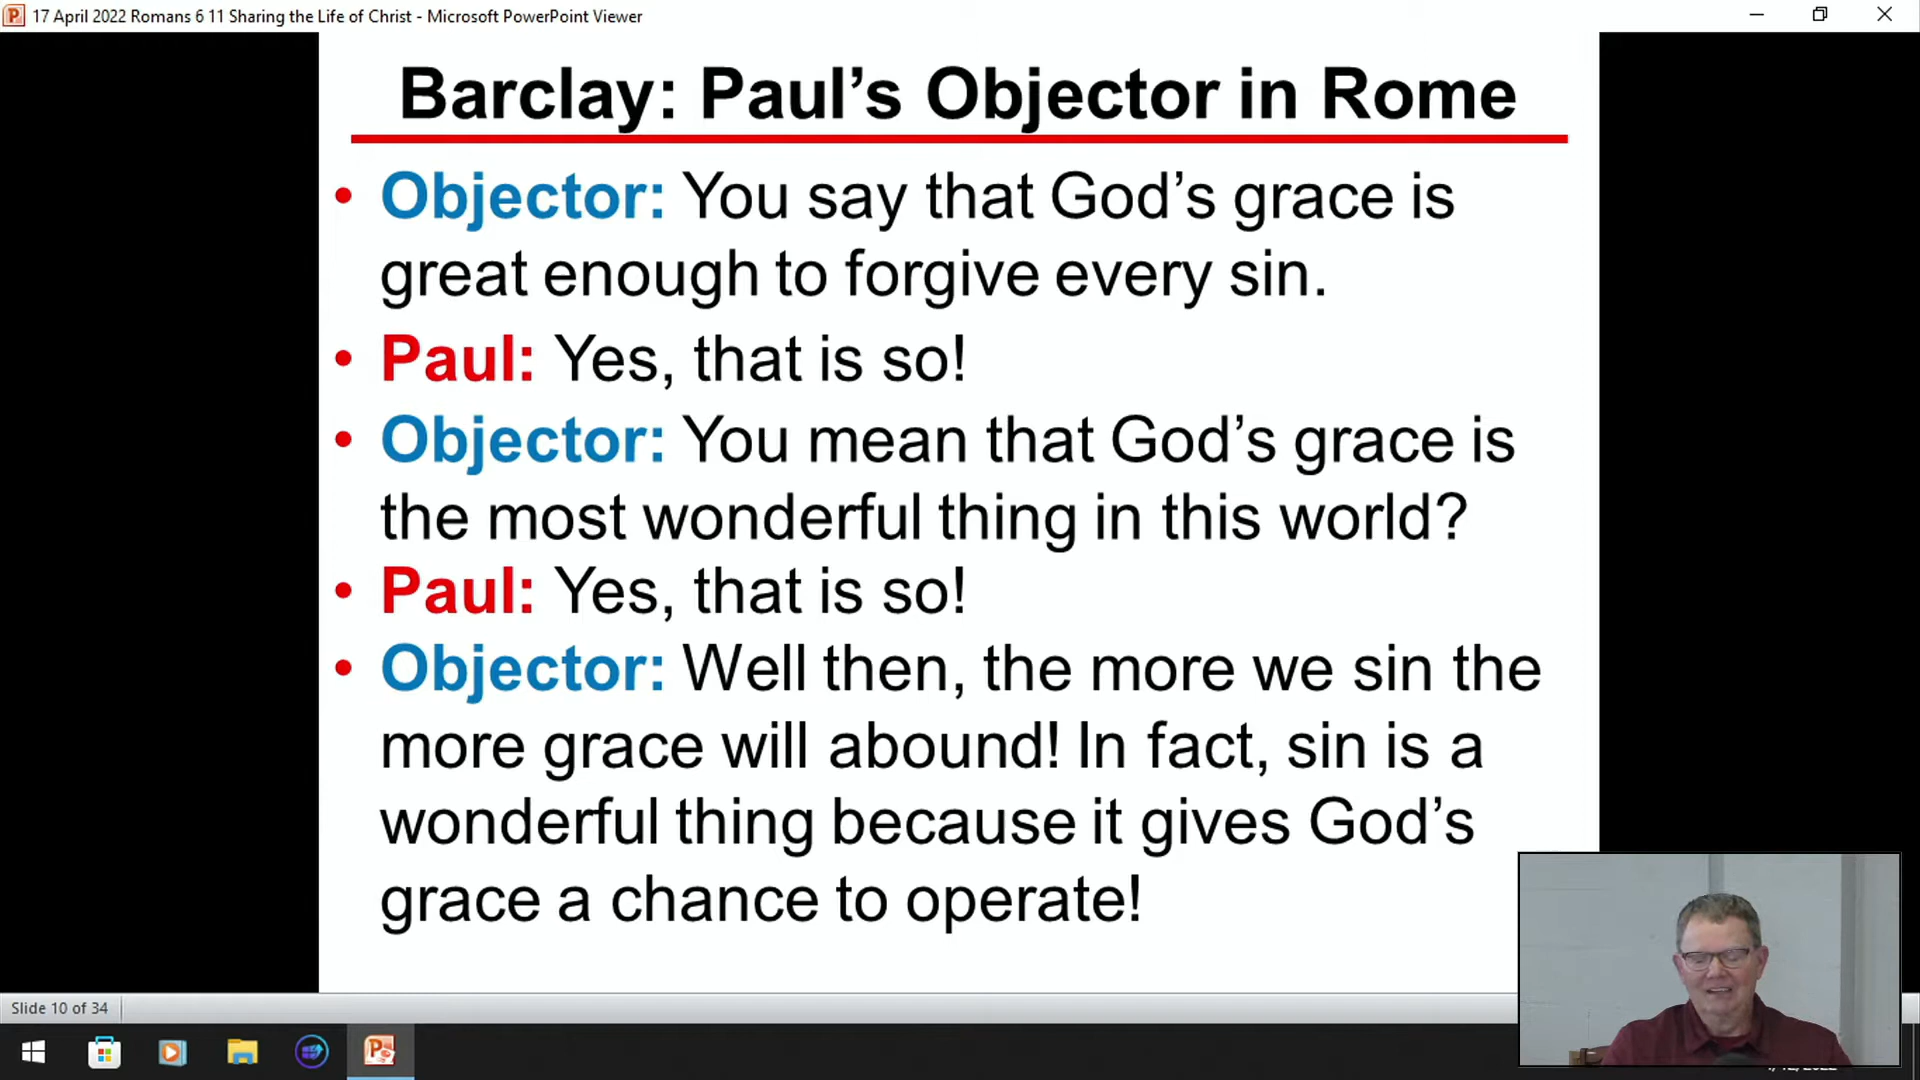 17 April 2022 Romans 6 11 Sharing the Life of Christ - Microsoft PowerPoint Viewer
Barclay: Paul’s Objector in Rome
• Objector: You say that God’s grace is
great enough to forgive every sin.
• Paul: Yes, that is so!
• Objector: You mean that God’s grace is
the most wonderful thing in this world?
• Paul: Yes, that is so!
• Objector: Well then, the more we sin the
more grace will abound! In fact, sin is a
wonderful thing because it gives God’s
grace a chance to operate!
Slide 10 of 34